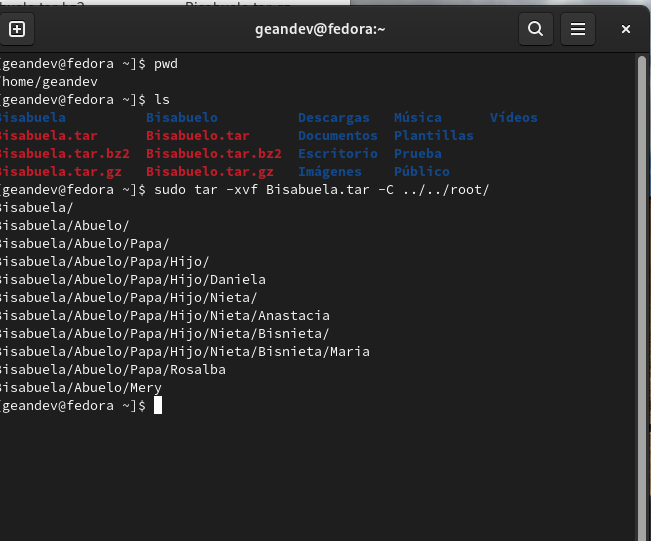 geandev@fedora:~
[geandev@fedora ~]$ pwd
/home/geandev
[geandev@fedora ~]$ ls
Bisabuela Bisabuelo Descargas Música Vídeos
Bisabuela.tar Bisabuelo.tar Documentos Plantillas
Bisabuela.tar.bz2 Bisabuelo.tar.bz2 Escritorio Prueba
Bisabuela.tar.gz Bisabuelo.tar.gz Imágenes Público
[geandev@fedora ~]$ sudo tar -xvf Bisabuela.tar -C ../../root/
Bisabuela/
Bisabuela/Abuelo/
Bisabuela/Abuelo/Papa/
Bisabuela/Abuelo/Papa/Hijo/
Bisabuela/Abuelo/Papa/Hijo/Daniela
Bisabuela/Abuelo/Papa/Hijo/Nieta/
Bisabuela/Abuelo/Papa/Hijo/Nieta/Anastacia
Bisabuela/Abuelo/Papa/Hijo/Nieta/Bisnieta/
Bisabuela/Abuelo/Papa/Hijo/Nieta/Bisnieta/Maria
Bisabuela/Abuelo/Papa/Rosalba
Bisabuela/Abuelo/Mery
[geandev@fedora ~]$